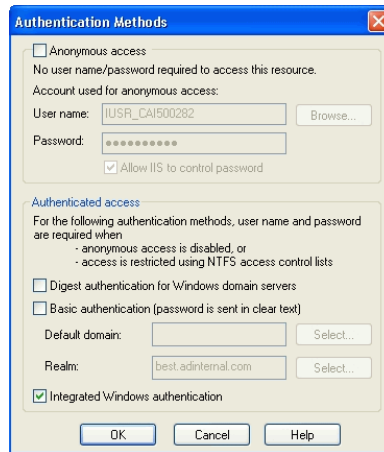 Authentication Methods
Anonymous access
No user name/password required to access this resource.
Account used for anonymous access:
User name: IUSR_CAI500282 Browse...
Password: ••••••••••
Allow IIS to control password
Authenticated access
For the following authentication methods, user name and password
are required when
- anonymous access is disabled, or
- access is restricted using NTFS access control lists
Digest authentication for Windows domain servers
Basic authentication (password is sent in clear text)
Default domain: Select...
Realm: best.adinternal.com Select...
Integrated Windows authentication
OK Cancel Help